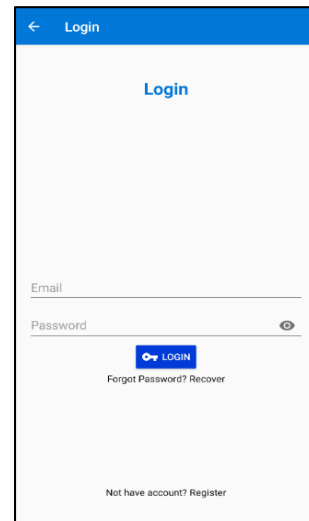 Login
Login
Email
Password
LOGIN
Forgot Password? Recover
Not have account? Register